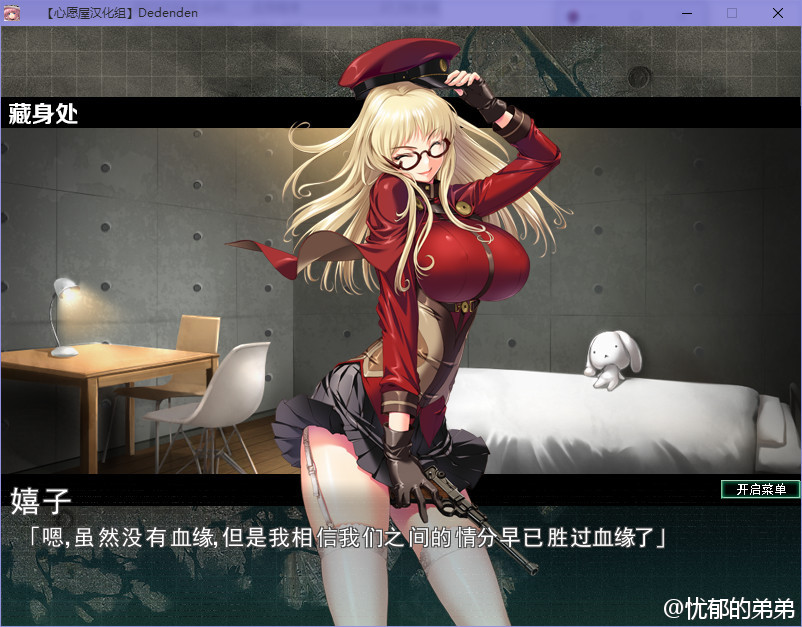 【心愿屋汉化组】Dedenden
藏身处
开启菜单
嬉子
「嗯,虽然没有血缘,但是我相信我们之间的情分早已胜过血缘了」
@忧郁的弟弟